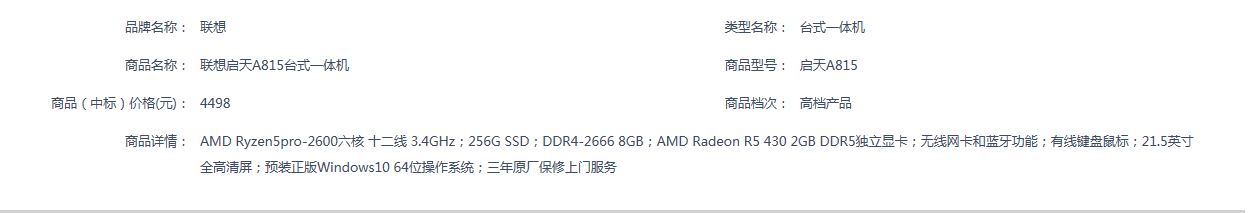 品牌名称： 联想 类型名称： 台式一体机
商品名称： 联想启天A815台式一体机 商品型号： 启天A815
商品（中标）价格(元)： 4498 商品档次： 高档产品
商品详情： AMD Ryzen5pro-2600六核 十二线 3.4GHz；256G SSD；DDR4-2666 8GB；AMD Radeon R5 430 2GB DDR5独立显卡；无线网卡和蓝牙功能；有线键盘鼠标；21.5英寸
全高清屏；预装正版Windows10 64位操作系统；三年原厂保修上门服务